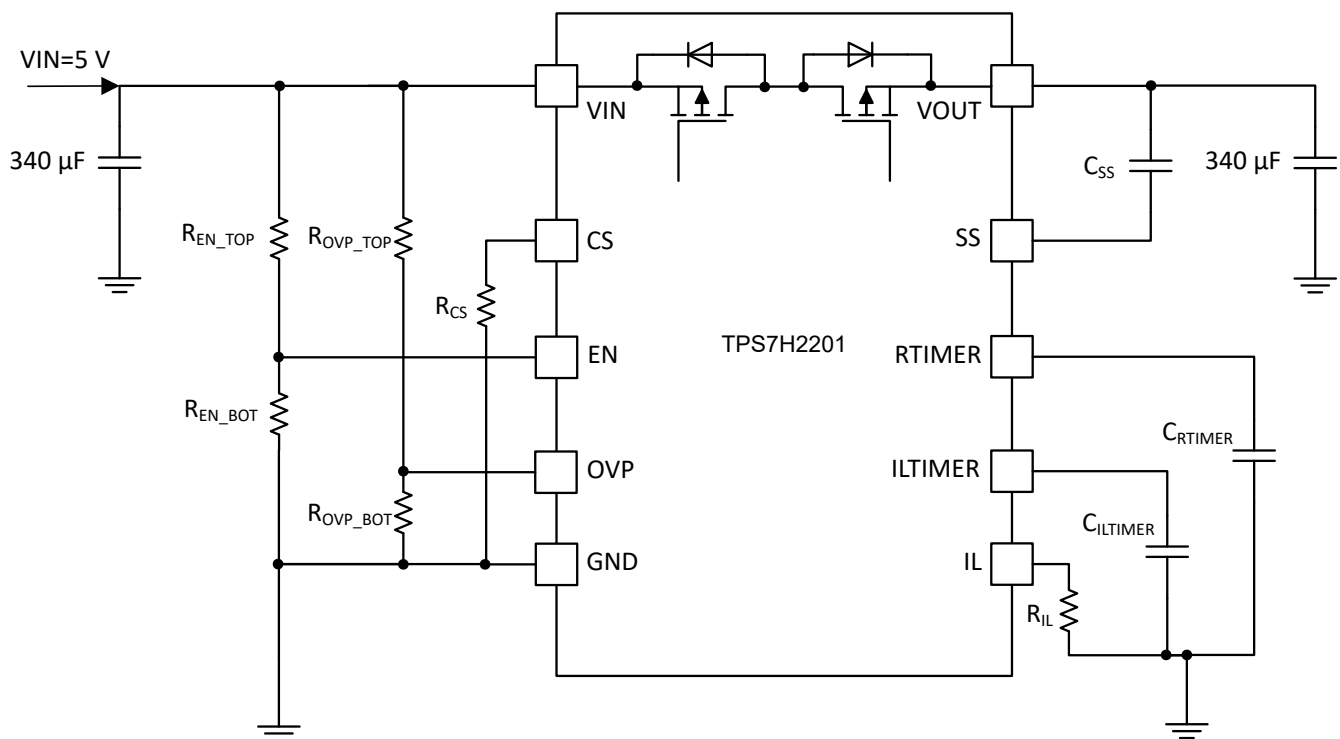 VIN=5 V
340 µF
R_EN_TOP
R_EN_BOT
R_OVP_TOP
R_OVP_BOT
R_CS
VIN
CS
EN
OVP
GND
TPS7H2201
VOUT
SS
RTIMER
ILTIMER
IL
C_SS
340 µF
C_RTIMER
C_ILTIMER
R_IL